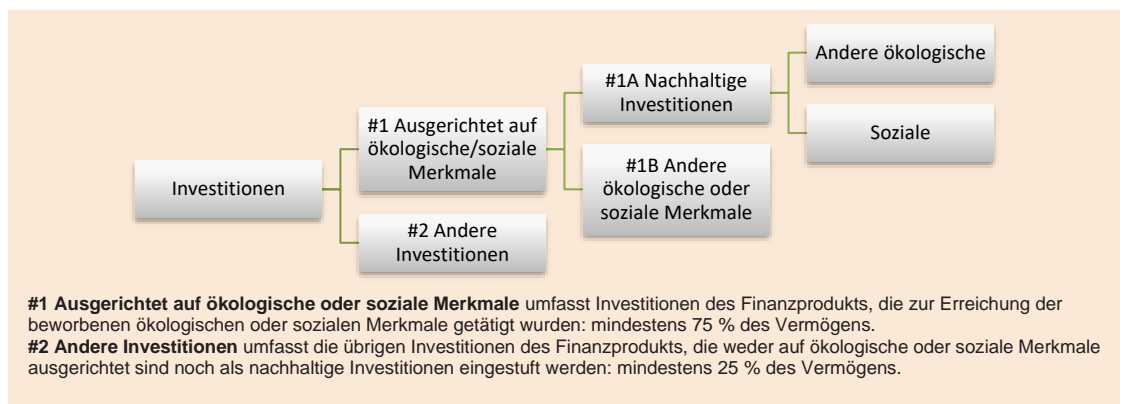 Investitionen
#1 Ausgerichtet auf
ökologische/soziale
Merkmale
#2 Andere
Investitionen
#1A Nachhaltige
Investitionen
#1B Andere
ökologische oder
soziale Merkmale
Andere ökologische
Soziale
#1 Ausgerichtet auf ökologische oder soziale Merkmale umfasst Investitionen des Finanzprodukts, die zur Erreichung der
beworbenen ökologischen oder sozialen Merkmale getätigt wurden: mindestens 75 % des Vermögens.
#2 Andere Investitionen umfasst die übrigen Investitionen des Finanzprodukts, die weder auf ökologische oder soziale Merkmale
ausgerichtet sind noch als nachhaltige Investitionen eingestuft werden: mindestens 25 % des Vermögens.